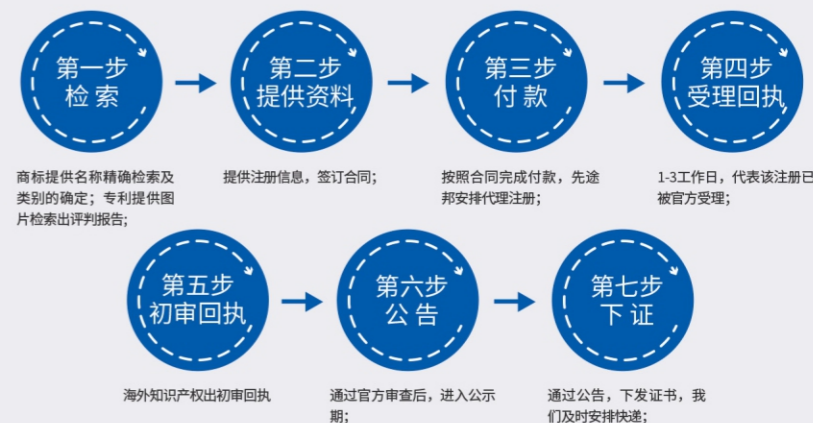 第一步
检 索
第二步
提供资料
第三步
付 款
第四步
受理回执
商标提供名称精确检索及
类别的确定；专利提供图
片检索出评判报告;
提供注册信息，签订合同；
按照合同完成付款，先途
邦安排代理注册；
1-3工作日，代表该注册已
被官方受理；
第五步
初审回执
第六步
公 告
第七步
下 证
海外知识产权出初审回执
通过官方审查后，进入公示
期；
通过公告，下发证书，我
们及时安排快递；